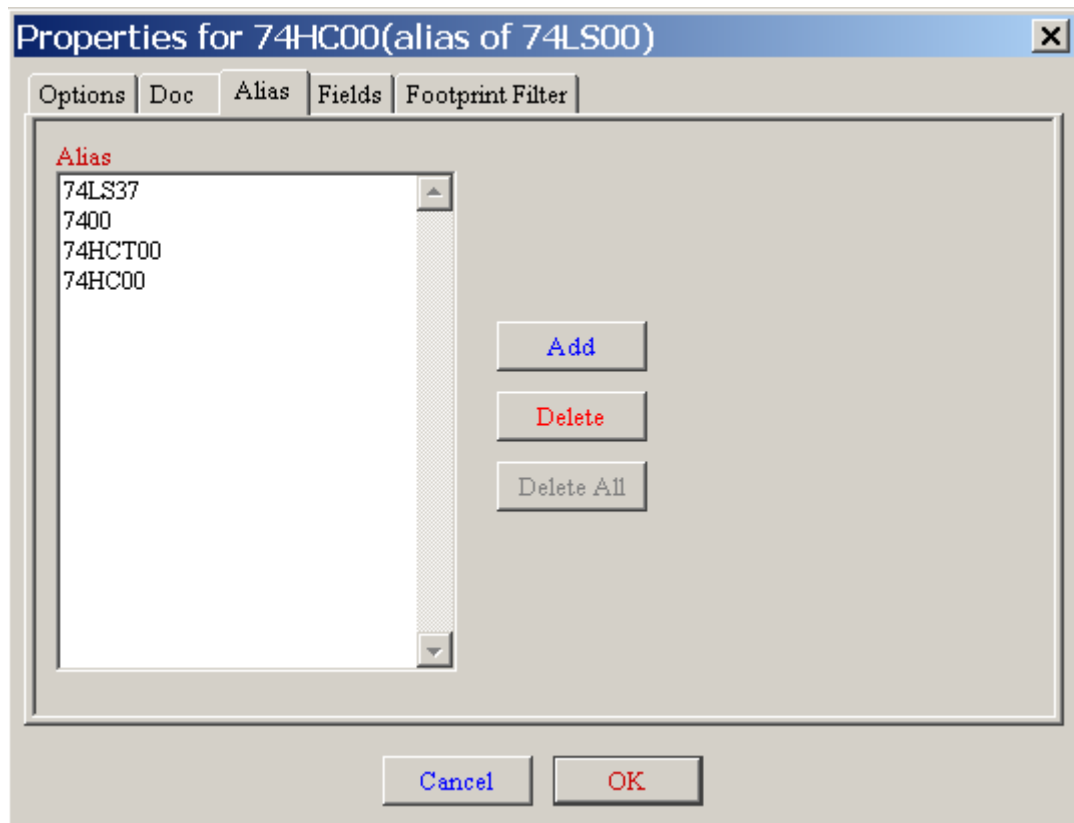 Properties for 74HC00(alias of 74LS00)
Options Doc Alias Fields Footprint Filter
Alias
74LS37
7400
74HCT00
74HC00
Add
Delete
Delete All
Cancel OK